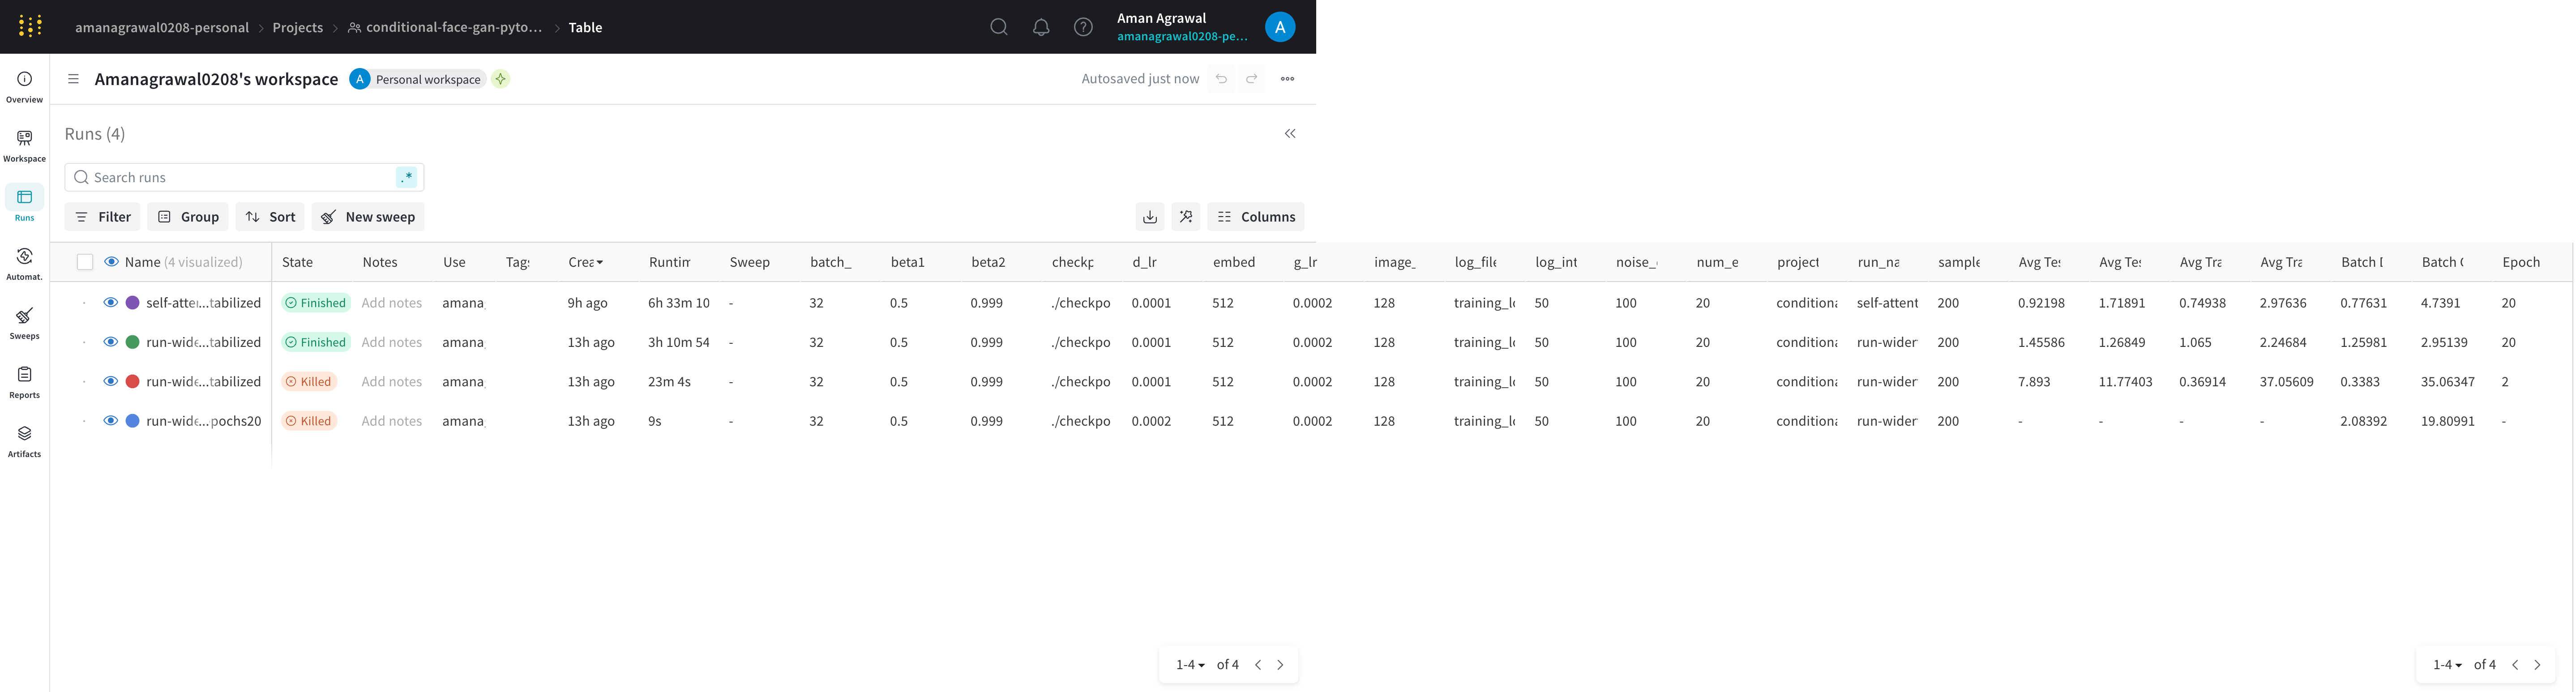 amanagrawal0208-personal > Projects > conditional-face-gan-pyto... > Table
Aman Agrawal
amanagrawal0208-pe...
A
Amanagrawal0208's workspace A Personal workspace
Autosaved just now
Overview
Workspace
Runs
Automat.
Sweeps
Reports
Artifacts
Runs (4)
Search runs .*
Filter Group Sort New sweep Columns
Name (4 visualized) State Notes Use Tags Crea Runtim Sweep batch_ beta1 beta2 checkp d_lr embed g_lr image_ log_file log_int noise_ num_e project run_na sample Avg Tes Avg Tes Avg Tra Avg Tra Batch D Batch G Epoch
self-atte...tabilized Finished Add notes amana 9h ago 6h 33m 10 - 32 0.5 0.999 ./checkpo 0.0001 512 0.0002 128 training_lo 50 100 20 conditiona self-attent 200 0.92198 1.71891 0.74938 2.97636 0.77631 4.7391 20
run-wide...tabilized Finished Add notes amana 13h ago 3h 10m 54 - 32 0.5 0.999 ./checkpo 0.0001 512 0.0002 128 training_lo 50 100 20 conditiona run-wider 200 1.45586 1.26849 1.065 2.24684 1.25981 2.95139 20
run-wide...tabilized Killed Add notes amana 13h ago 23m 4s - 32 0.5 0.999 ./checkpo 0.0001 512 0.0002 128 training_lo 50 100 20 conditiona run-wider 200 7.893 11.77403 0.36914 37.05609 0.3383 35.06347 2
run-wide...pochs20 Killed Add notes amana 13h ago 9s - 32 0.5 0.999 ./checkpo 0.0002 512 0.0002 128 training_lo 50 100 20 conditiona run-wider 200 - - - - 2.08392 19.80991 -
1-4 of 4
1-4 of 4